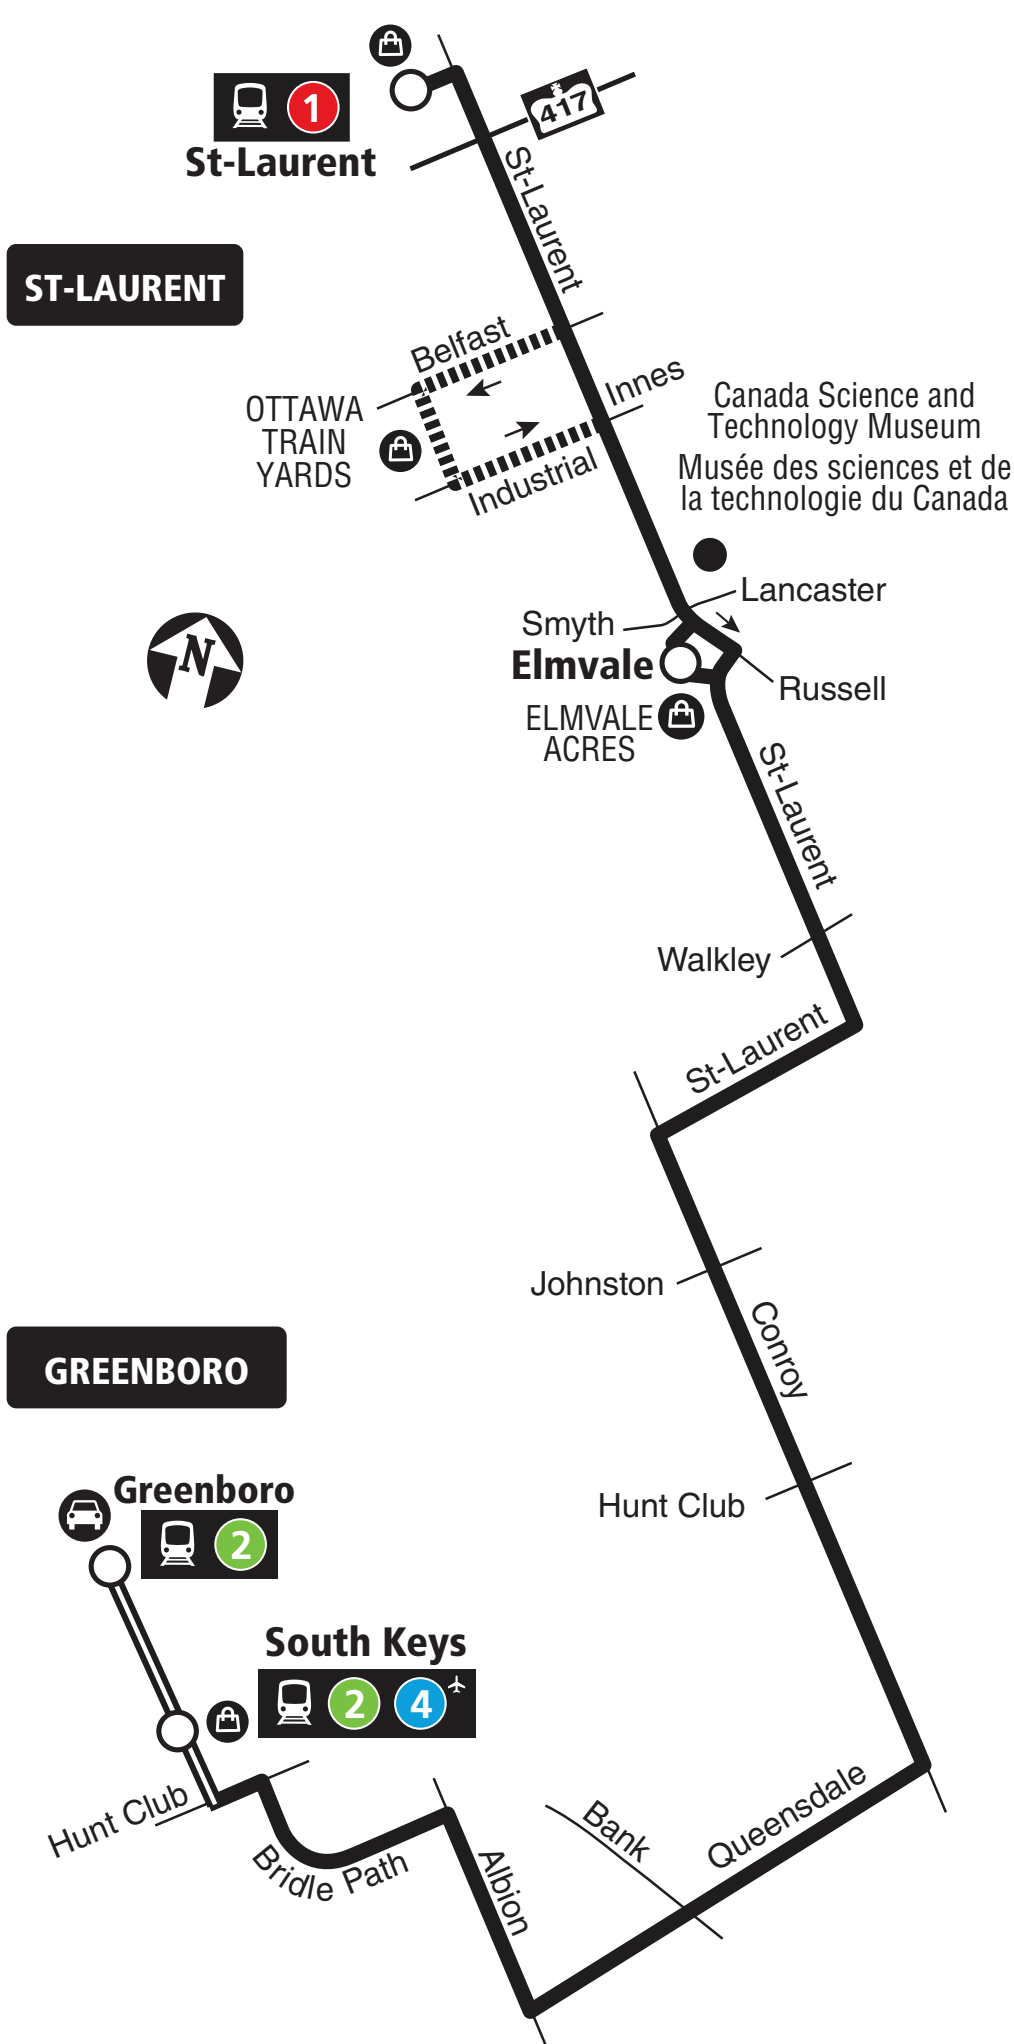 1
St-Laurent
417
St-Laurent
ST-LAURENT
Belfast
Innes
OTTAWA
TRAIN
YARDS
Industrial
Canada Science and
Technology Museum
Musée des sciences et de
la technologie du Canada
Lancaster
Smyth
N
Elmvale
Russell
ELMVALE
ACRES
St-Laurent
Walkley
St-Laurent
Johnston
Conroy
GREENBORO
Greenboro
2
Hunt Club
South Keys
2 4
Hunt Club
Bridle Path
Albion
Bank
Queensdale